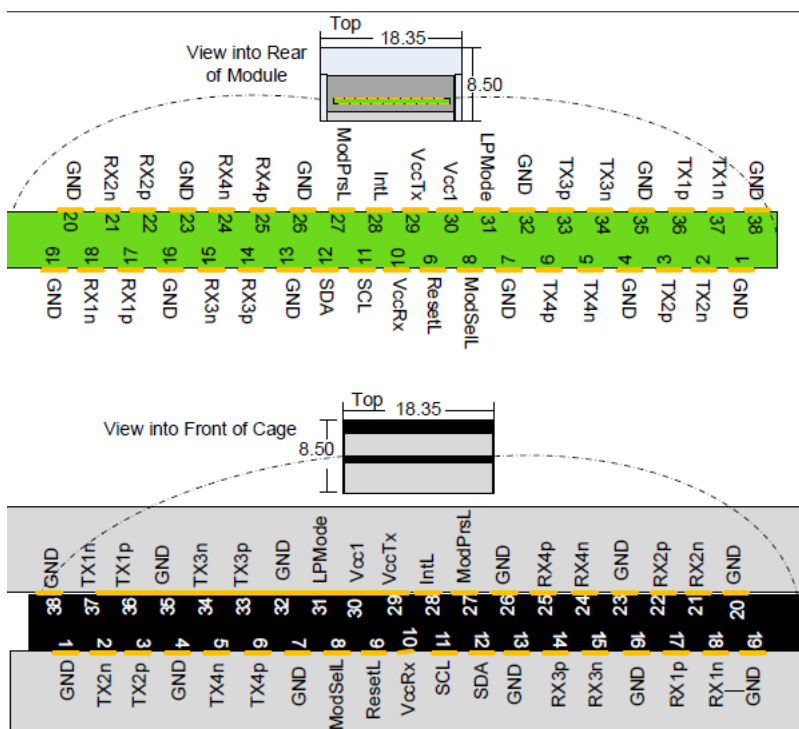 Top
18.35
View into Rear
of Module
8.50
GND RX2n RX2p GND RX4n RX4p GND ModPrsL IntL VccTx Vcc1 LPMode GND TX3p TX3n GND TX1p TX1n GND
20 21 22 23 24 25 26 27 28 29 30 31 32 33 34 35 36 37 38
19 18 17 16 15 14 13 12 11 10 9 8 7 6 5 4 3 2 1
GND RX1n RX1p GND RX3n RX3p GND SDA SCL VccRx ResetL ModSelL GND TX4p TX4n GND TX2p TX2n GND
Top
18.35
View into Front of Cage
8.50
GND TX1n TX1p GND TX3n TX3p GND LPMode Vcc1 VccTx IntL ModPrsL GND RX4p RX4n GND RX2p RX2n GND
38 37 36 35 34 33 32 31 30 29 28 27 26 25 24 23 22 21 20
1 2 3 4 5 6 7 8 9 10 11 12 13 14 15 16 17 18 19
GND TX2n TX2p GND TX4n TX4p GND ModSelL ResetL VccRx SCL SDA GND RX3p RX3n GND RX1p RX1n GND